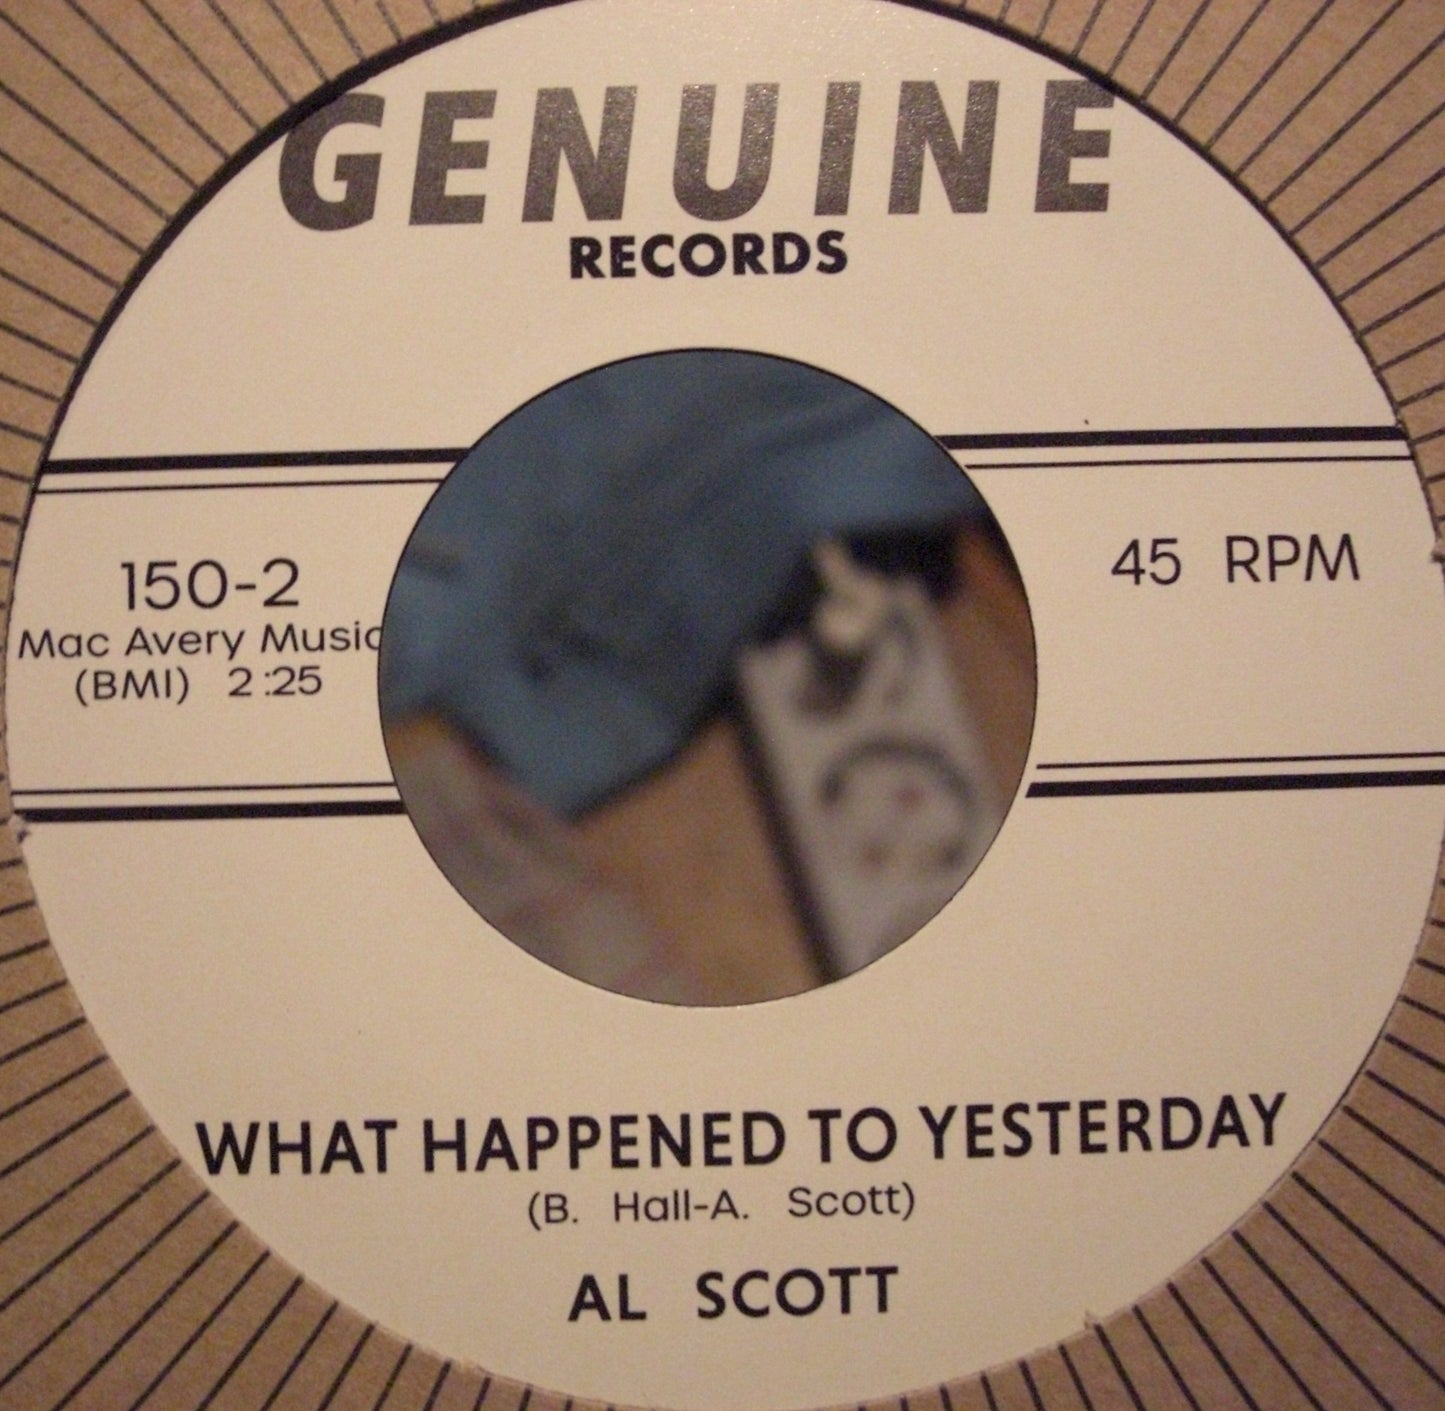 GENUINE
RECORDS
150-2
Mac Avery Music
(BMI) 2:25
45 RPM
WHAT HAPPENED TO YESTERDAY
(B. Hall-A. Scott)
AL SCOTT